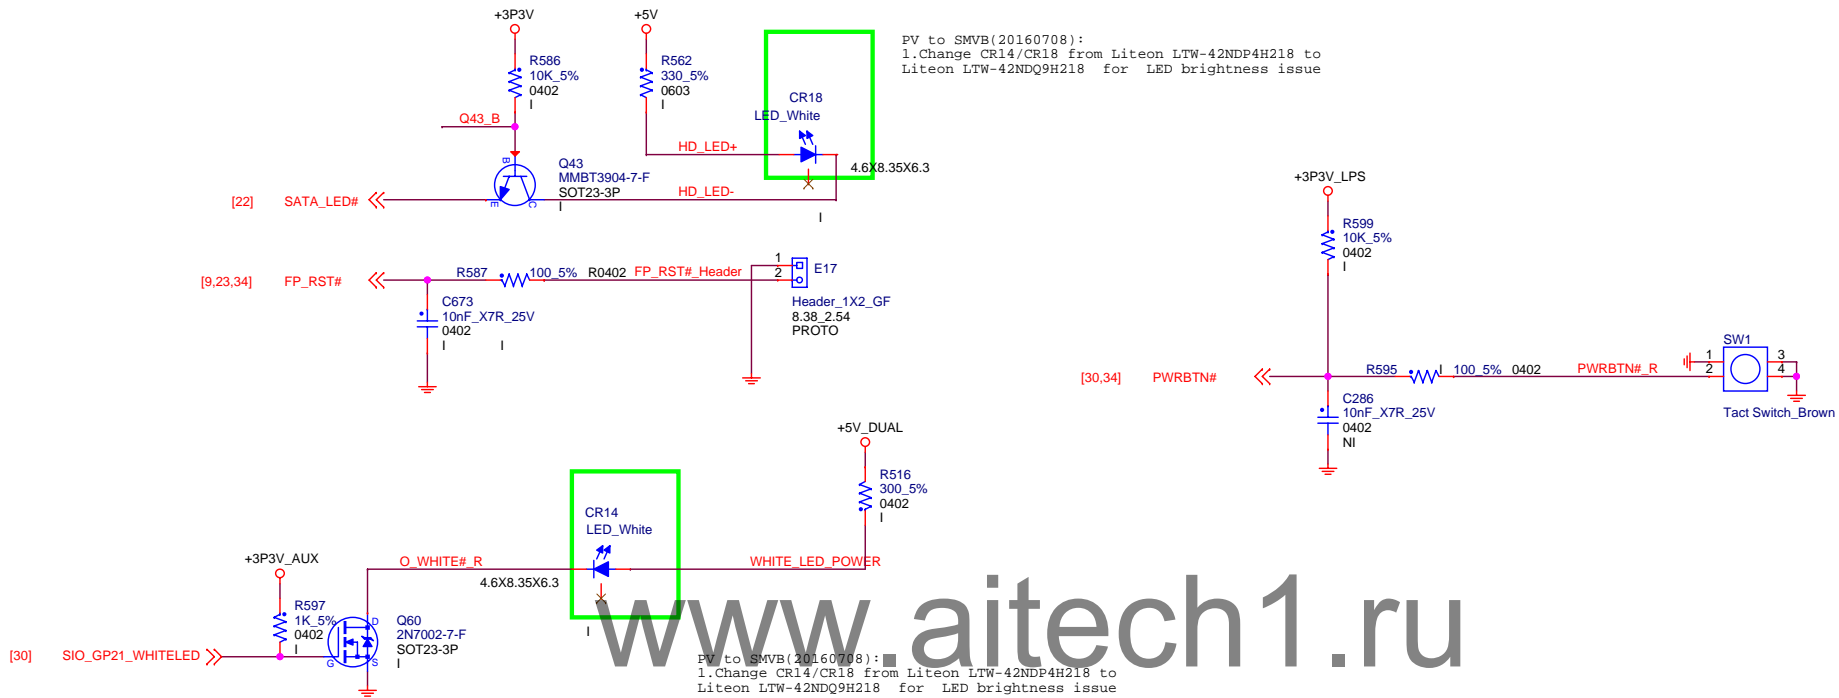 +3P3V
R586
10K_5%
0402
I
Q43_B
B
Q43
MMBT3904-7-F
SOT23-3P
I
E
C
[22] SATA_LED#
+5V
R562
330_5%
0603
I
HD_LED+
HD_LED-
CR18
LED_White
4.6X8.35X6.3
I
PV to SMVB(20160708):
1.Change CR14/CR18 from Liteon LTW-42NDP4H218 to
Liteon LTW-42NDQ9H218 for LED brightness issue
[9,23,34] FP_RST#
R587 100_5% R0402 FP_RST#_Header
I
C673
10nF_X7R_25V
0402
I
1
2
E17
Header_1X2_GF
8.38_2.54
PROTO
+3P3V_LPS
R599
10K_5%
0402
I
[30,34] PWRBTN#
R595 I 100_5% 0402 PWRBTN#_R
C286
10nF_X7R_25V
0402
NI
SW1
1
2
3
4
Tact Switch_Brown
+5V_DUAL
R516
300_5%
0402
I
CR14
LED_White
O_WHITE#_R
4.6X8.35X6.3
WHITE_LED_POWER
I
+3P3V_AUX
R597
1K_5%
0402
I
D
G
S
Q60
2N7002-7-F
SOT23-3P
I
[30] SIO_GP21_WHITELED
www.aitech1.ru
PV to SMVB(20160708):
1.Change CR14/CR18 from Liteon LTW-42NDP4H218 to
Liteon LTW-42NDQ9H218 for LED brightness issue